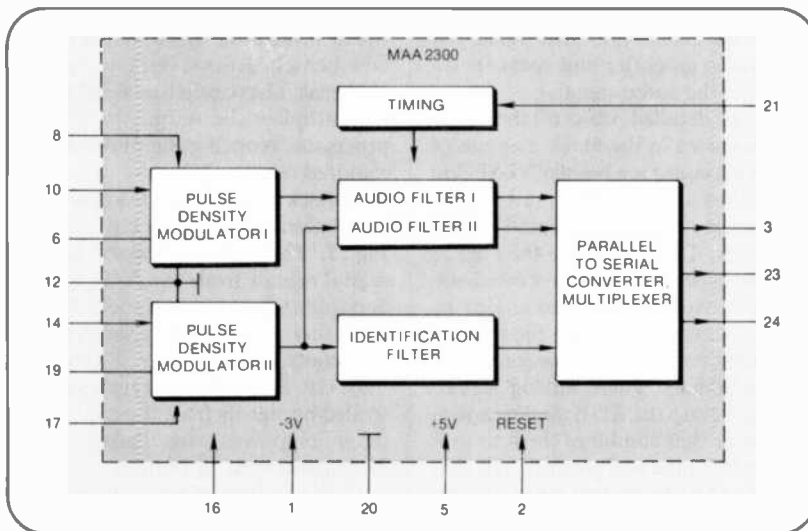 MAA 2300
TIMING
21
8
10
PULSE
DENSITY
MODULATOR I
AUDIO FILTER I
AUDIO FILTER II
PARALLEL
TO SERIAL
CONVERTER,
MULTIPLEXER
3
6
12
23
14
PULSE
DENSITY
MODULATOR II
IDENTIFICATION
FILTER
24
19
17
-3V
+5V
RESET
16
1
20
5
2